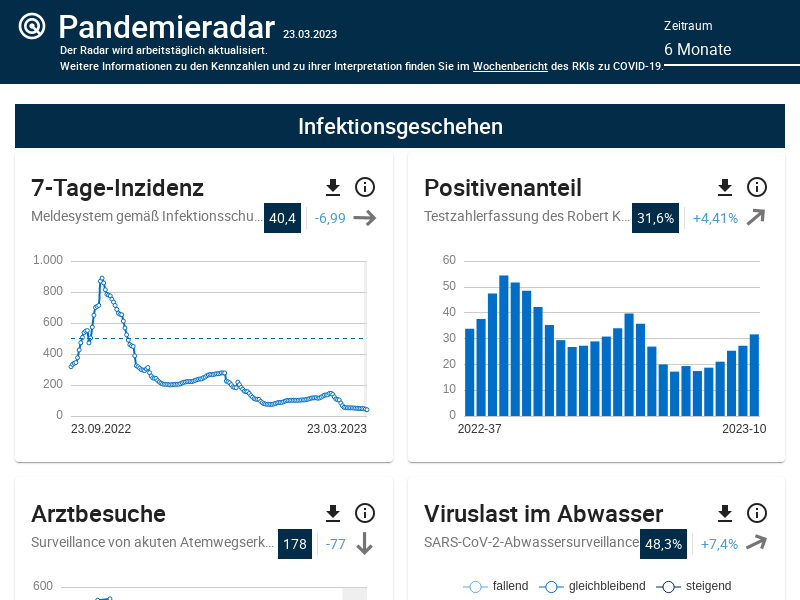 Pandemieradar 23.03.2023
Der Radar wird arbeitstäglich aktualisiert.
Weitere Informationen zu den Kennzahlen und zu ihrer Interpretation finden Sie im Wochenbericht des RKIs zu COVID-19.
Zeitraum
6 Monate
Infektionsgeschehen
7-Tage-Inzidenz
Meldesystem gemäß Infektionsschu... 40,4 -6,99
1.000
800
600
400
200
0
23.09.2022 23.03.2023
Positivenanteil
Testzahlerfassung des Robert K... 31,6% +4,41%
60
50
40
30
20
10
0
2022-37 2023-10
Arztbesuche
Surveillance von akuten Atemwegserk... 178 -77
600
Viruslast im Abwasser
SARS-CoV-2-Abwassersurveillance 48,3% +7,4%
fallend gleichbleibend steigend